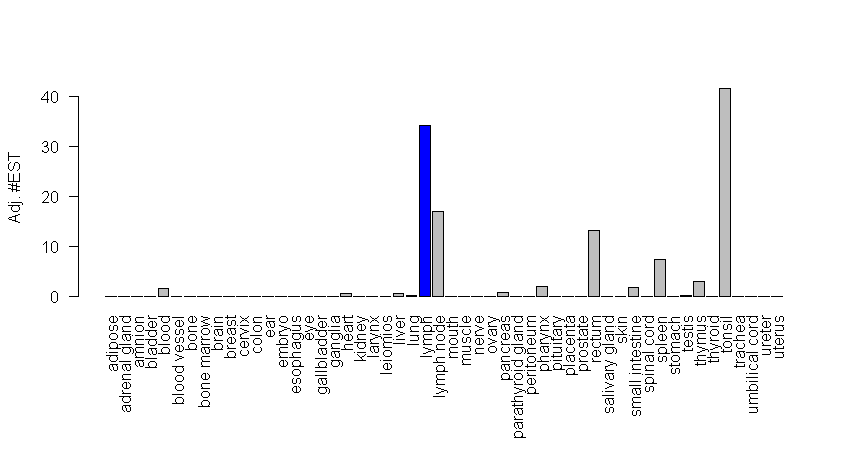 Adj. #EST
40
30
20
10
0
adipose
adrenal gland
amnion
bladder
blood
blood vessel
bone
bone marrow
brain
breast
cervix
colon
ear
embryo
esophagus
eye
gallbladder
ganglia
heart
kidney
larynx
leiomios
liver
lung
lymph
lymph node
mouth
muscle
nerve
ovary
pancreas
parathyroid gland
peritoneum
pharynx
pituitary
placenta
prostate
rectum
salivary gland
skin
small intestine
spinal cord
spleen
stomach
testis
thymus
thyroid
tonsil
trachea
umbilical cord
ureter
uterus